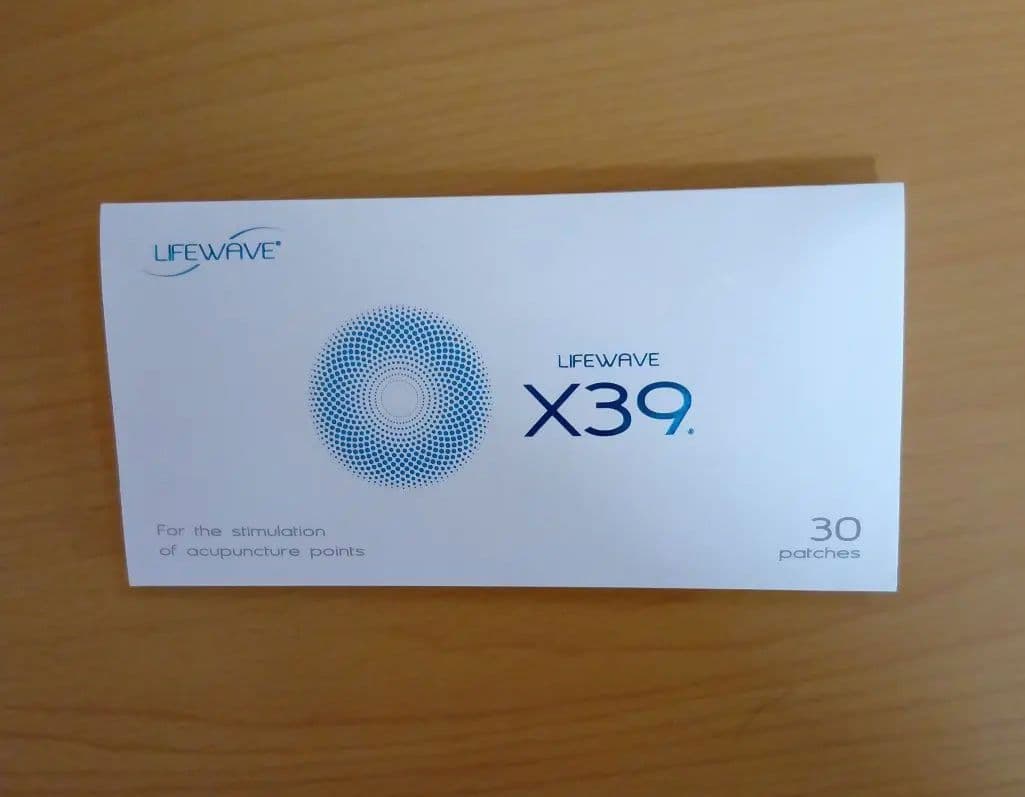 LIFEWAVE®
LIFEWAVE
X39®
For the stimulation
of acupuncture points
30
patches